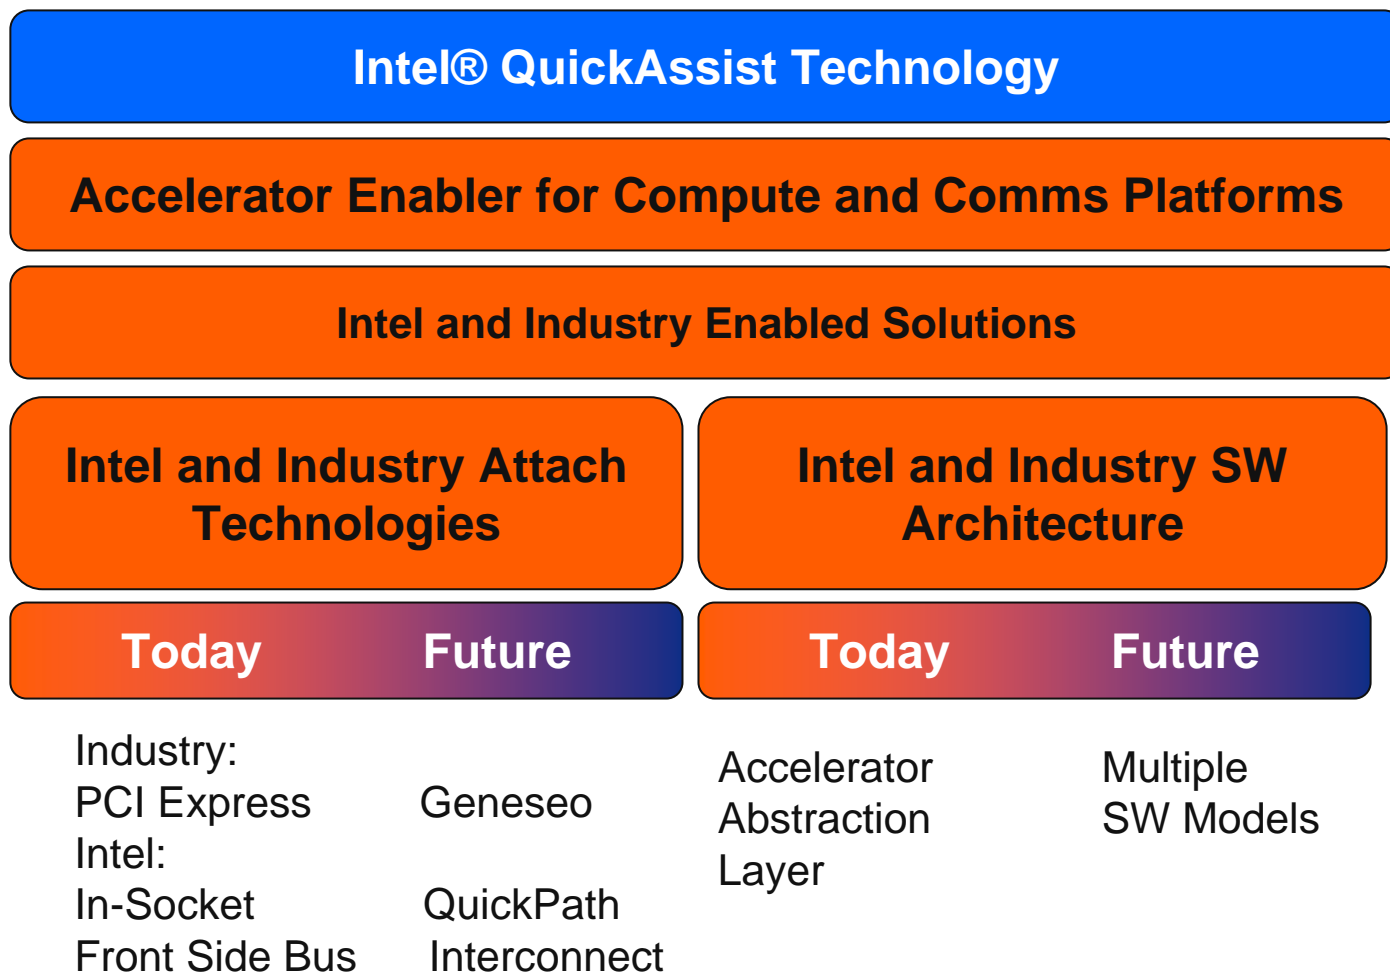 Intel® QuickAssist Technology
Accelerator Enabler for Compute and Comms Platforms
Intel and Industry Enabled Solutions
Intel and Industry Attach
Technologies
Today Future
Industry:
PCI Express Geneseo
Intel:
In-Socket QuickPath
Front Side Bus Interconnect
Intel and Industry SW
Architecture
Today Future
Accelerator Multiple
Abstraction SW Models
Layer